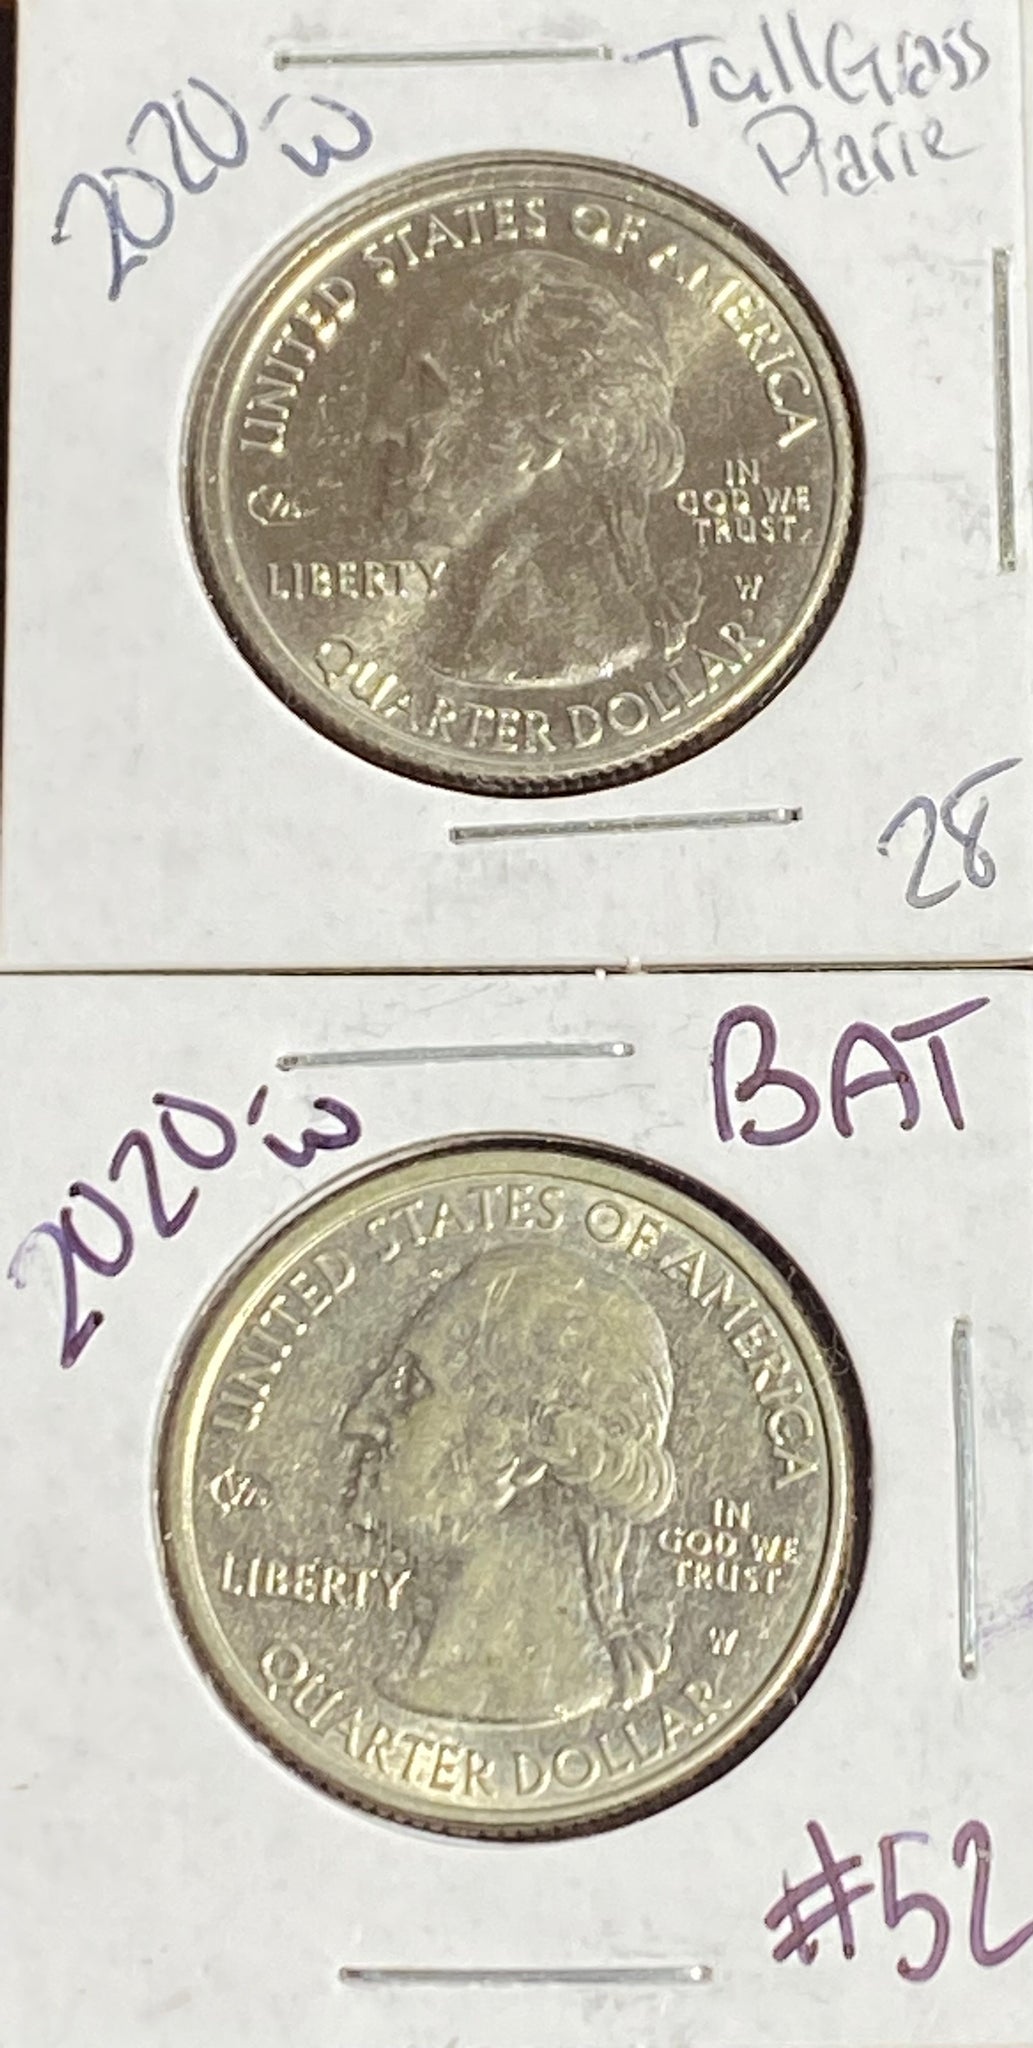 2020 w
TallGrass
Plarie
UNITED STATES OF AMERICA
IN
GOD WE
TRUST
LIBERTY
W
QUARTER DOLLAR
28
2020 w
BAT
UNITED STATES OF AMERICA
IN
GOD WE
TRUST
LIBERTY
W
QUARTER DOLLAR
#52